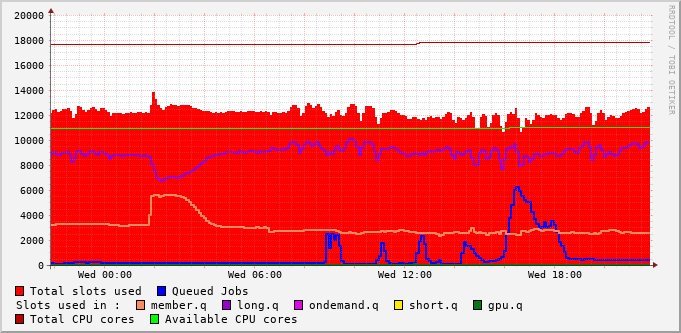 20000
18000
16000
14000
12000
10000
8000
6000
4000
2000
0
Wed 00:00 Wed 06:00 Wed 12:00 Wed 18:00
Total slots used Queued Jobs
Slots used in : member.q long.q ondemand.q short.q gpu.q
Total CPU cores Available CPU cores
RRDTOOL / TOBI OETIKER